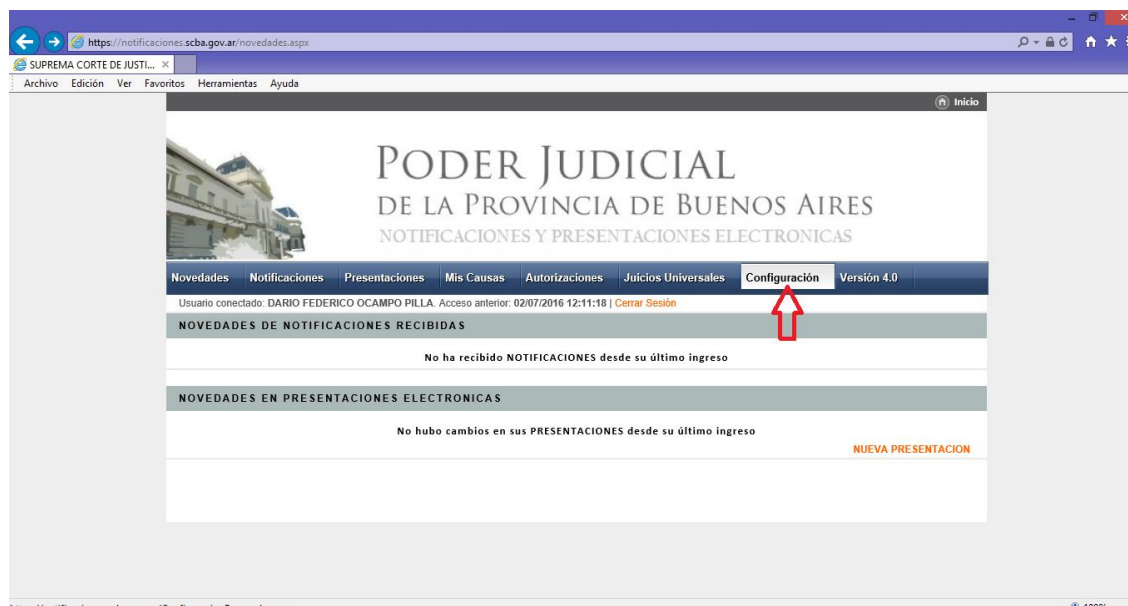 https://notificaciones.scba.gov.ar/novedades.aspx
SUPREMA CORTE DE JUSTI...
Archivo Edición Ver Favoritos Herramientas Ayuda
Inicio
PODER JUDICIAL
DE LA PROVINCIA DE BUENOS AIRES
NOTIFICACIONES Y PRESENTACIONES ELECTRONICAS
Novedades Notificaciones Presentaciones Mis Causas Autorizaciones Juicios Universales Configuración Versión 4.0
Usuario conectado: DARIO FEDERICO OCAMPO PILLA. Acceso anterior: 02/07/2016 12:11:18 | Cerrar Sesión
NOVEDADES DE NOTIFICACIONES RECIBIDAS
No ha recibido NOTIFICACIONES desde su último ingreso
NOVEDADES EN PRESENTACIONES ELECTRONICAS
No hubo cambios en sus PRESENTACIONES desde su último ingreso
NUEVA PRESENTACION